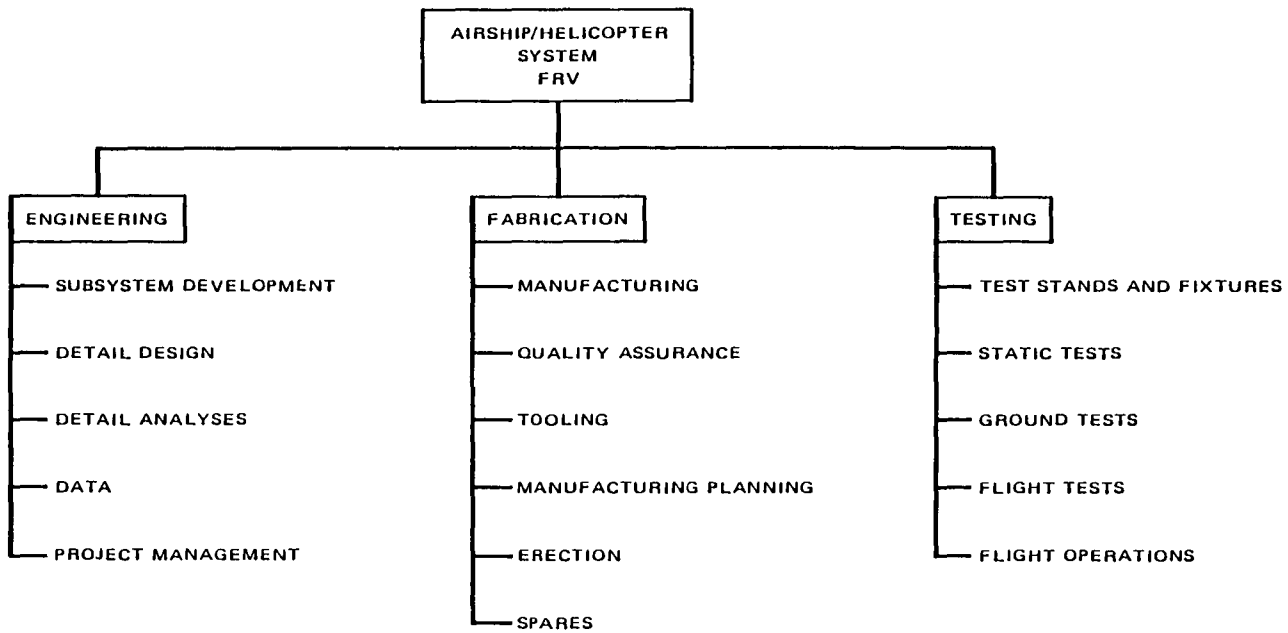 AIRSHIP/HELICOPTER
SYSTEM
FRV
ENGINEERING
SUBSYSTEM DEVELOPMENT
DETAIL DESIGN
DETAIL ANALYSES
DATA
PROJECT MANAGEMENT
FABRICATION
MANUFACTURING
QUALITY ASSURANCE
TOOLING
MANUFACTURING PLANNING
ERECTION
SPARES
TESTING
TEST STANDS AND FIXTURES
STATIC TESTS
GROUND TESTS
FLIGHT TESTS
FLIGHT OPERATIONS